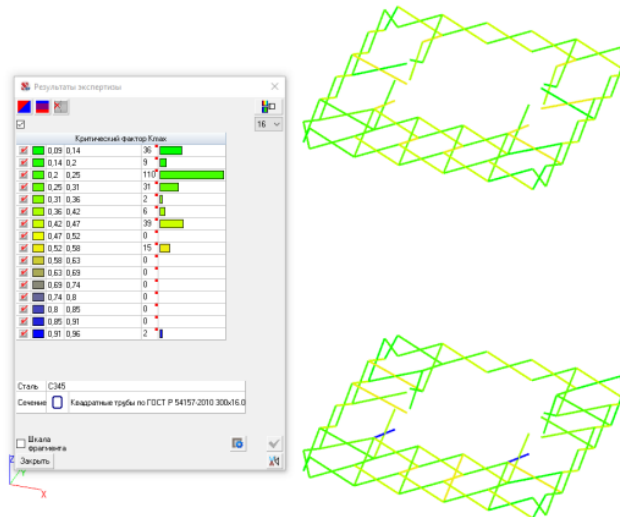 Результаты экспертизы
16
Критический фактор Kmax
0,09 0,14 36
0,14 0,2 9
0,2 0,25 110
0,25 0,31 31
0,31 0,36 2
0,36 0,42 6
0,42 0,47 39
0,47 0,52 0
0,52 0,58 15
0,58 0,63 0
0,63 0,69 0
0,69 0,74 0
0,74 0,8 0
0,8 0,85 0
0,85 0,91 0
0,91 0,96 2
Сталь С345
Сечение Квадратные трубы по ГОСТ Р 54157-2010 300x16.0
Шкала
фрагмента
Закрыть
Z
Y
X